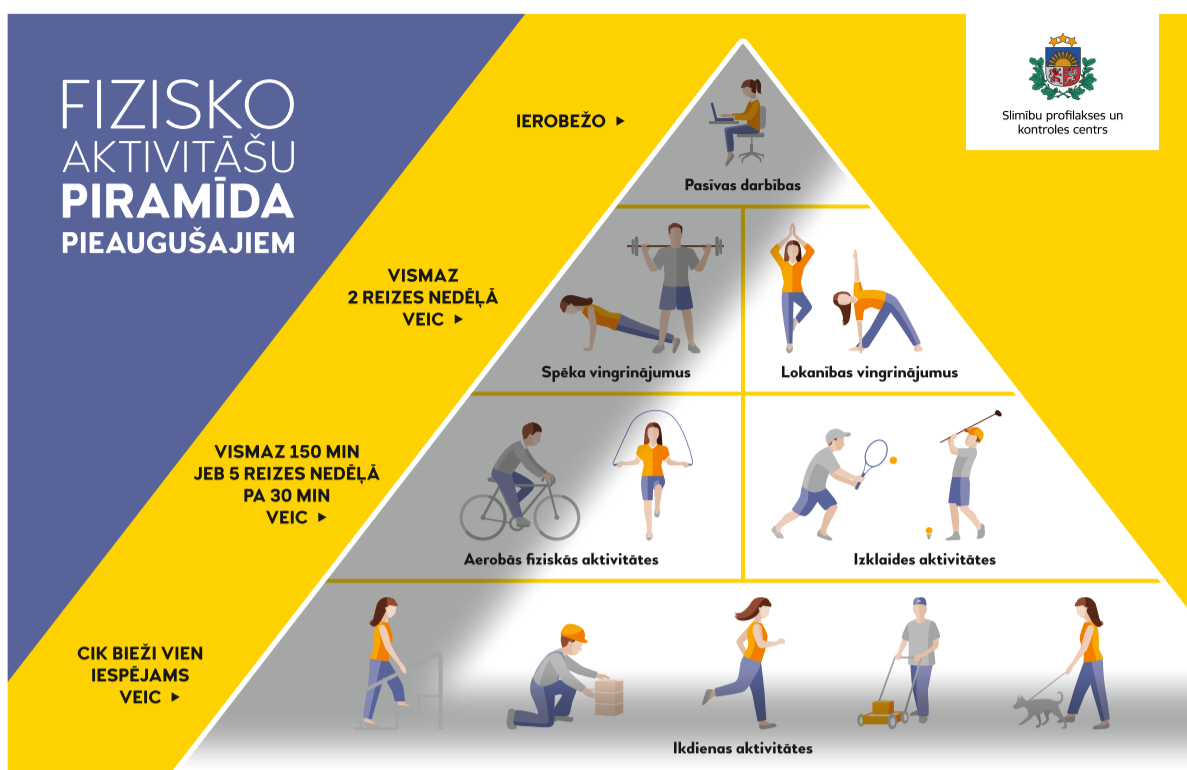 FIZISKO
AKTIVITĀŠU
PIRAMĪDA
PIEAUGUŠAJIEM
Slimību profilakses un
kontroles centrs
IEROBEŽO ►
Pasīvas darbības
VISMAZ
2 REIZES NEDĒĻĀ
VEIC ►
Spēka vingrinājumus
Lokanības vingrinājumus
VISMAZ 150 MIN
JEB 5 REIZES NEDĒĻĀ
PA 30 MIN
VEIC ►
Aerobās fiziskās aktivitātes
Izklaides aktivitātes
CIK BIEŽI VIEN
IESPĒJAMS
VEIC ►
Ikdienas aktivitātes